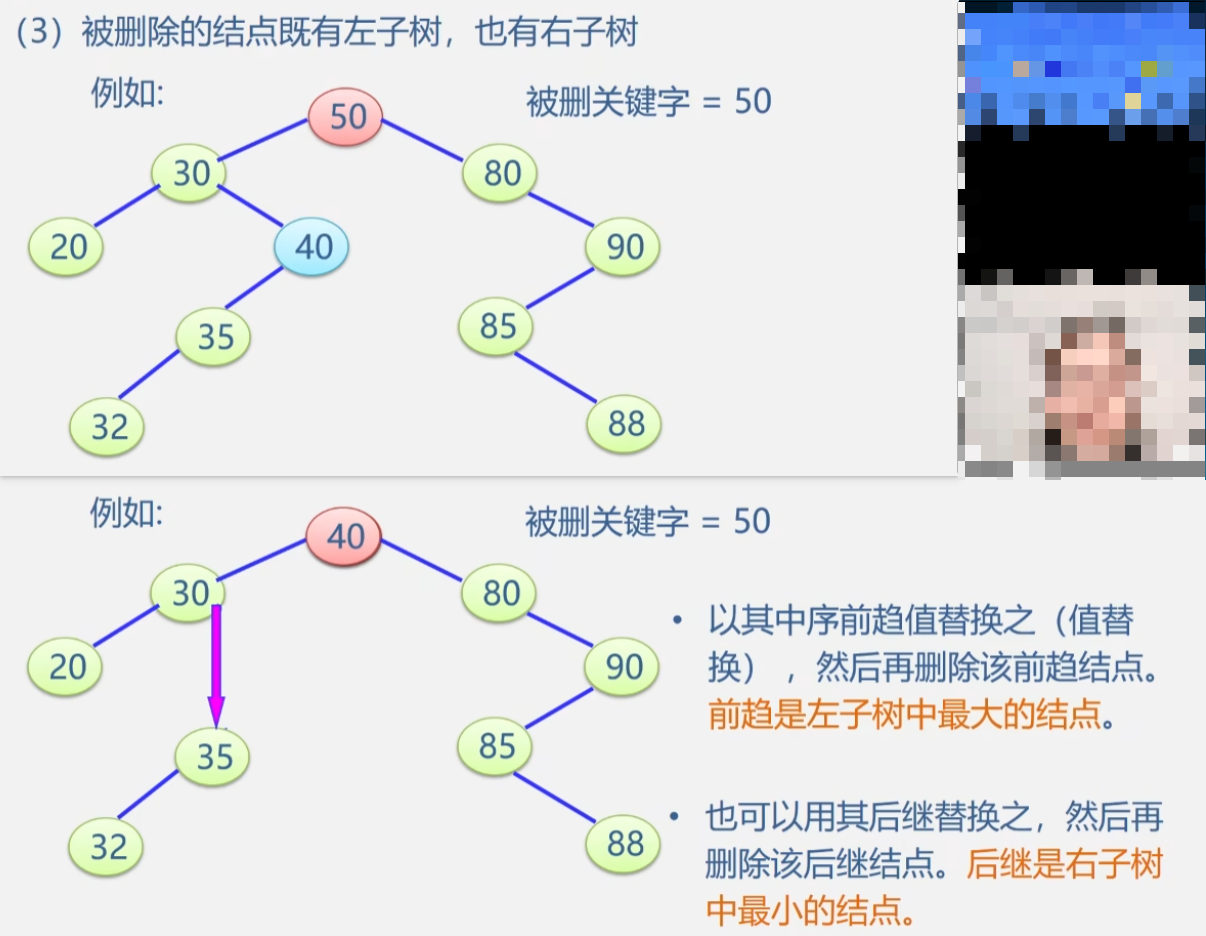 （3）被删除的结点既有左子树，也有右子树
例如:
被删关键字 = 50
50
30
80
20
40
90
35
85
32
88
例如:
被删关键字 = 50
40
30
80
20
90
35
85
32
88
• 以其中序前趋值替换之（值替
换），然后再删除该前趋结点。
前趋是左子树中最大的结点。
• 也可以用其后继替换之，然后再
删除该后继结点。后继是右子树
中最小的结点。